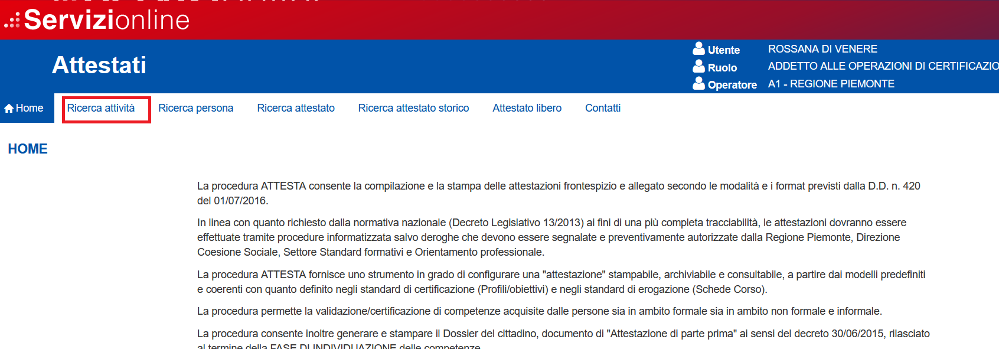 Servizionline
Attestati
Utente ROSSANA DI VENERE
Ruolo ADDETTO ALLE OPERAZIONI DI CERTIFICAZIO
Operatore A1 - REGIONE PIEMONTE
Home Ricerca attività Ricerca persona Ricerca attestato Ricerca attestato storico Attestato libero Contatti
HOME
La procedura ATTESTA consente la compilazione e la stampa delle attestazioni frontespizio e allegato secondo le modalità e i format previsti dalla D.D. n. 420
del 01/07/2016.
In linea con quanto richiesto dalla normativa nazionale (Decreto Legislativo 13/2013) ai fini di una più completa tracciabilità, le attestazioni dovranno essere
effettuate tramite procedure informatizzata salvo deroghe che devono essere segnalate e preventivamente autorizzate dalla Regione Piemonte, Direzione
Coesione Sociale, Settore Standard formativi e Orientamento professionale.
La procedura ATTESTA fornisce uno strumento in grado di configurare una "attestazione" stampabile, archiviabile e consultabile, a partire dai modelli predefiniti
e coerenti con quanto definito negli standard di certificazione (Profili/obiettivi) e negli standard di erogazione (Schede Corso).
La procedura permette la validazione/certificazione di competenze acquisite dalle persone sia in ambito formale sia in ambito non formale e informale.
La procedura consente inoltre generare e stampare il Dossier del cittadino, documento di "Attestazione di parte prima" ai sensi del decreto 30/06/2015, rilasciato
al termine della FASE DI INDIVIDUAZIONE delle competenze